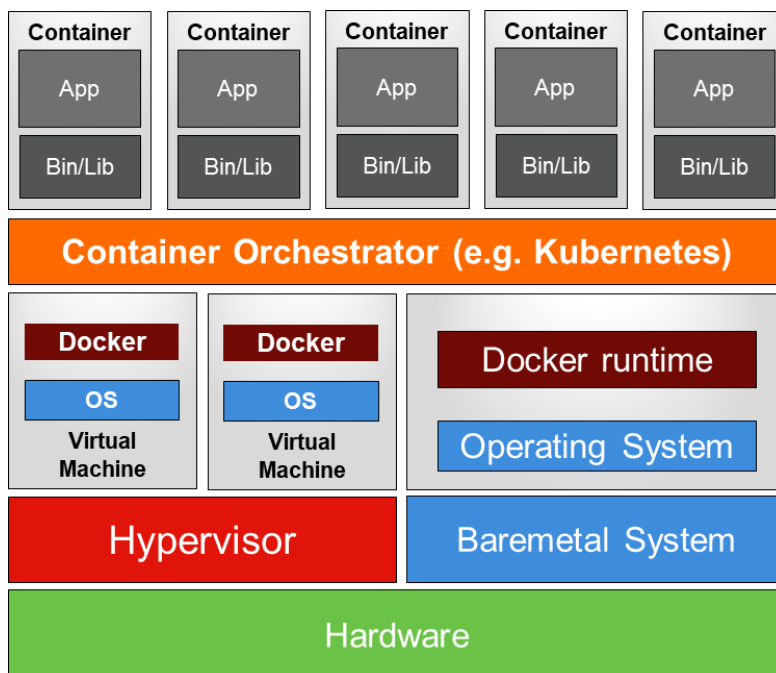 Container
App
Bin/Lib
Container
App
Bin/Lib
Container
App
Bin/Lib
Container
App
Bin/Lib
Container
App
Bin/Lib
Container Orchestrator (e.g. Kubernetes)
Docker
OS
Virtual
Machine
Docker
OS
Virtual
Machine
Docker runtime
Operating System
Hypervisor
Baremetal System
Hardware